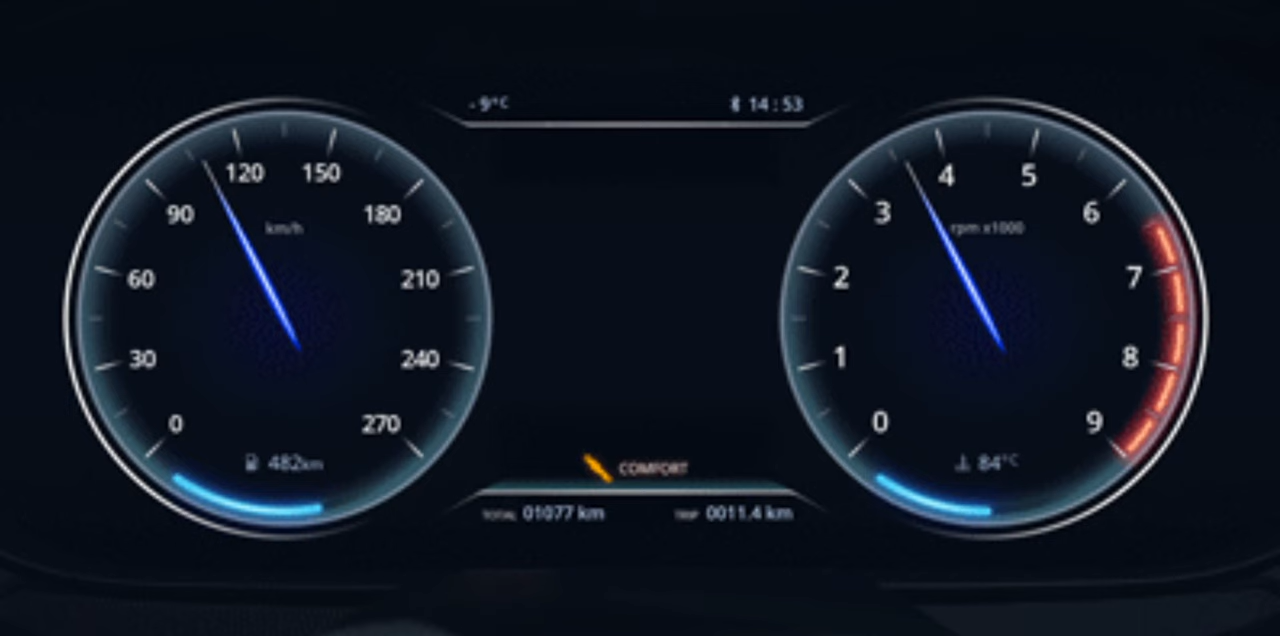 - 9°C
14 : 53
120 150
90 180
km/h
60 210
30 240
0 270
482km
4 5
3 6
rpm x1000
2 7
1 8
0 9
84°C
COMFORT
TOTAL 01077 km
TRIP 0011.4 km